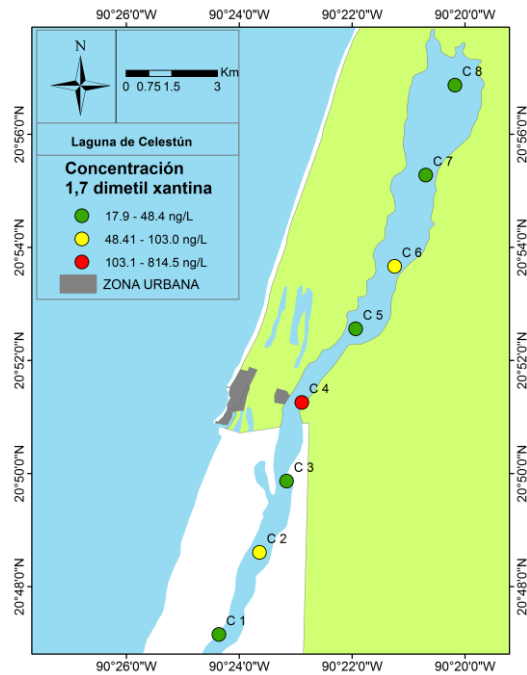 90°26'0"W 90°24'0"W 90°22'0"W 90°20'0"W
N
Km
0 0.75 1.5 3
Laguna de Celestún
Concentración
1,7 dimetil xantina
17.9 - 48.4 ng/L
48.41 - 103.0 ng/L
103.1 - 814.5 ng/L
ZONA URBANA
C 8
C 7
C 6
C 5
C 4
C 3
C 2
C 1
20°56'0"N
20°54'0"N
20°52'0"N
20°50'0"N
20°48'0"N
20°56'0"N
20°54'0"N
20°52'0"N
20°50'0"N
20°48'0"N
90°26'0"W 90°24'0"W 90°22'0"W 90°20'0"W